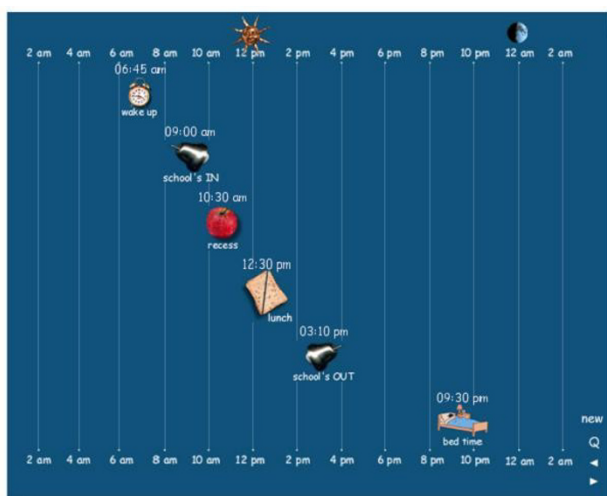 2 am 4 am 6 am 8 am 10 am 12 pm 2 pm 4 pm 6 pm 8 pm 10 pm 12 am 2 am
06:45 am
wake up
09:00 am
school's IN
10:30 am
recess
12:30 pm
lunch
03:10 pm
school's OUT
09:30 pm
bed time
new
Q
2 am 4 am 6 am 8 am 10 am 12 pm 2 pm 4 pm 6 pm 8 pm 10 pm 12 am 2 am